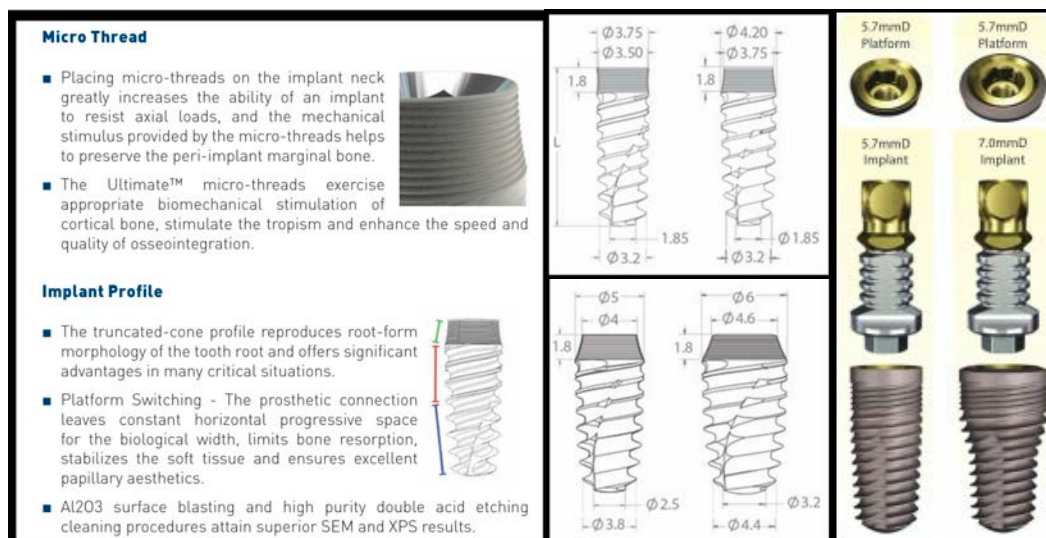 Micro Thread
■ Placing micro-threads on the implant neck
greatly increases the ability of an implant
to resist axial loads, and the mechanical
stimulus provided by the micro-threads helps
to preserve the peri-implant marginal bone.
■ The Ultimate™ micro-threads exercise
appropriate biomechanical stimulation of
cortical bone, stimulate the tropism and enhance the speed and
quality of osseointegration.
Implant Profile
■ The truncated-cone profile reproduces root-form
morphology of the tooth root and offers significant
advantages in many critical situations.
■ Platform Switching - The prosthetic connection
leaves constant horizontal progressive space
for the biological width, limits bone resorption,
stabilizes the soft tissue and ensures excellent
papillary aesthetics.
■ Al2O3 surface blasting and high purity double acid etching
cleaning procedures attain superior SEM and XPS results.
Ø3.75 Ø4.20
Ø3.50 Ø3.75
1.8 1.8
L
1.85 Ø1.85
Ø3.2 Ø3.2
Ø5 Ø6
Ø4 Ø4.6
1.8 1.8
Ø2.5 Ø3.2
Ø3.8 Ø4.4
5.7mmD 5.7mmD
Platform Platform
5.7mmD 7.0mmD
Implant Implant